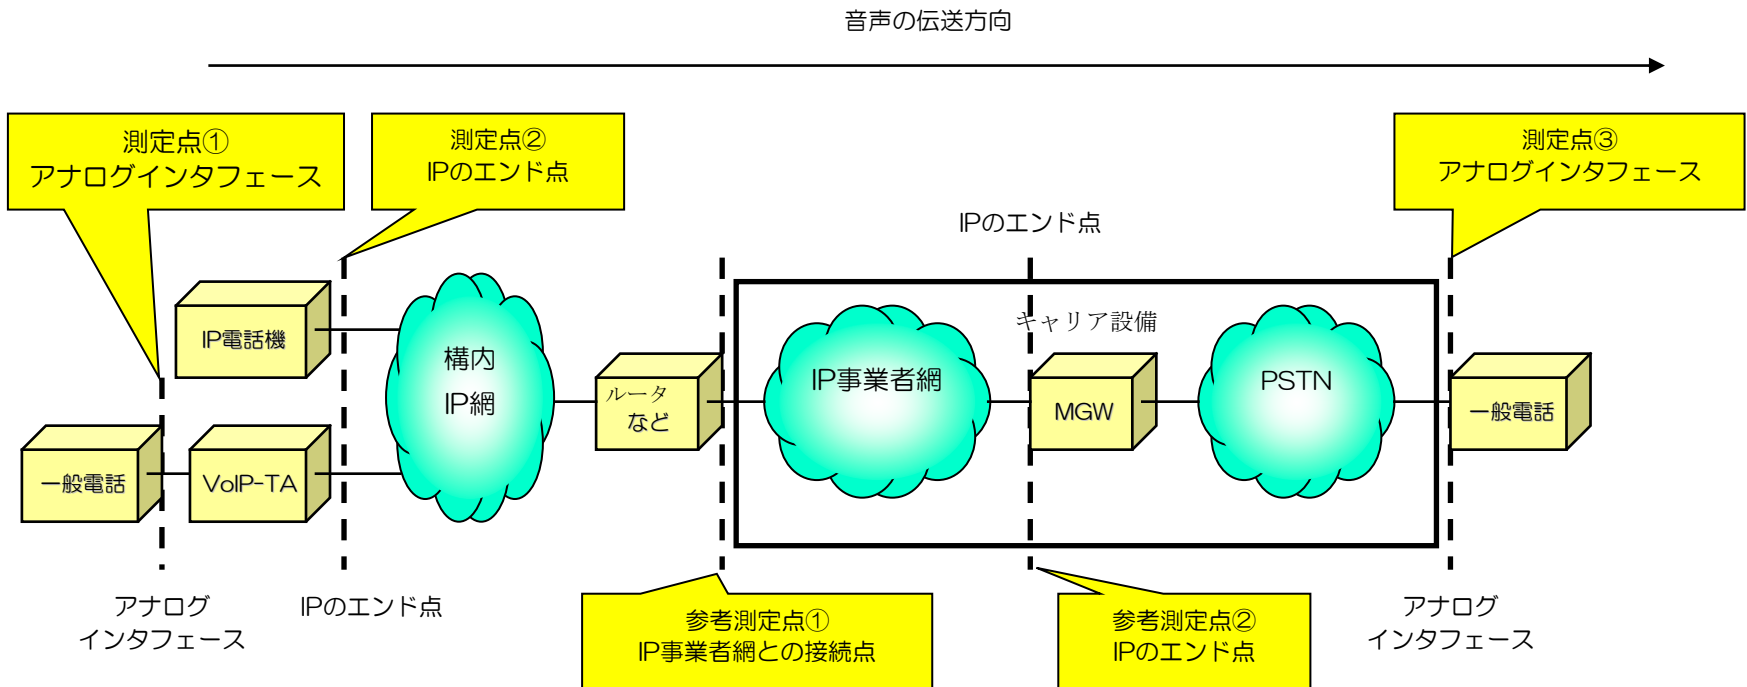 音声の伝送方向
測定点①
アナログインタフェース
測定点②
IPのエンド点
測定点③
アナログインタフェース
IPのエンド点
IP電話機
構内
IP網
ルータ
など
IP事業者網
キャリア設備
MGW
PSTN
一般電話
一般電話
VoIP-TA
アナログ
インタフェース
IPのエンド点
参考測定点①
IP事業者網との接続点
参考測定点②
IPのエンド点
アナログ
インタフェース